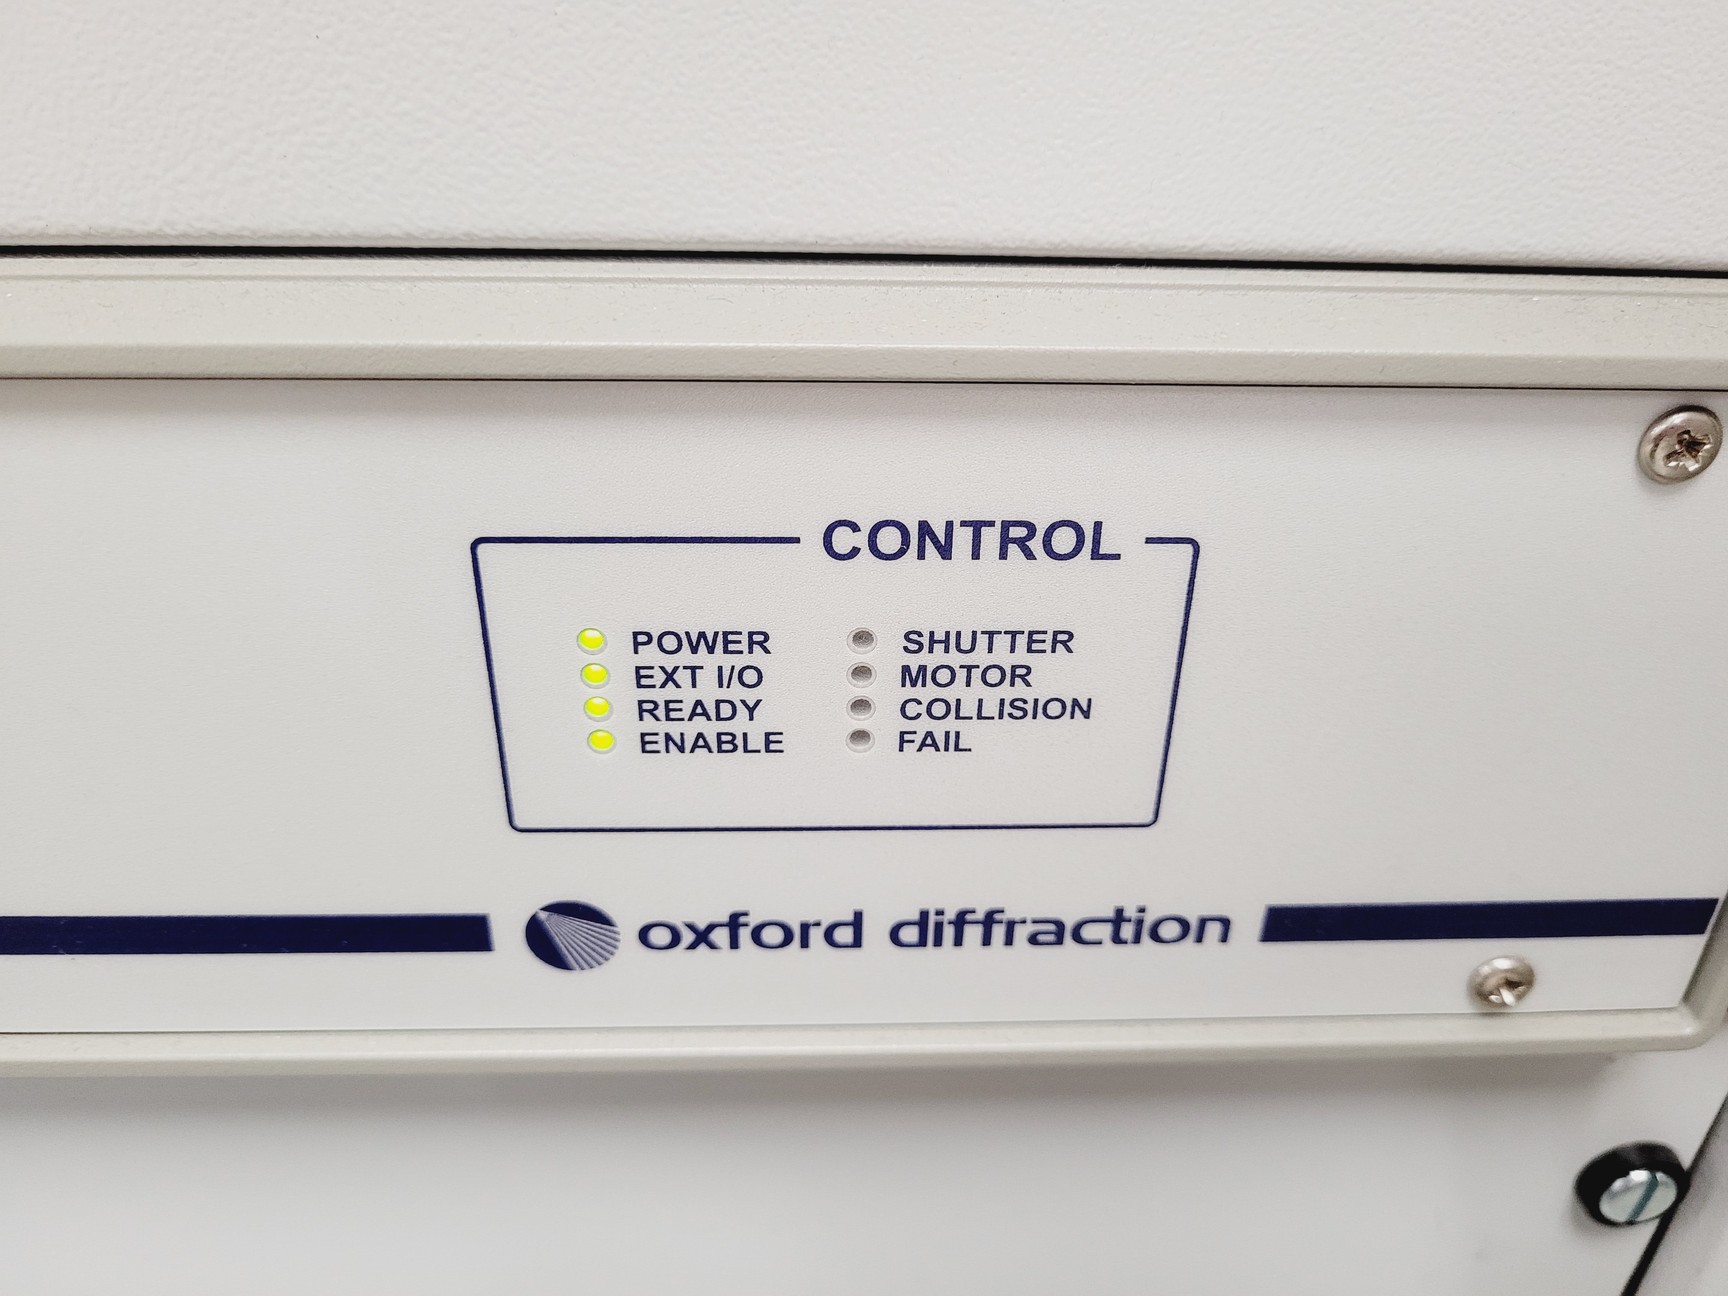 CONTROL
POWER
EXT I/O
READY
ENABLE
SHUTTER
MOTOR
COLLISION
FAIL
oxford diffraction